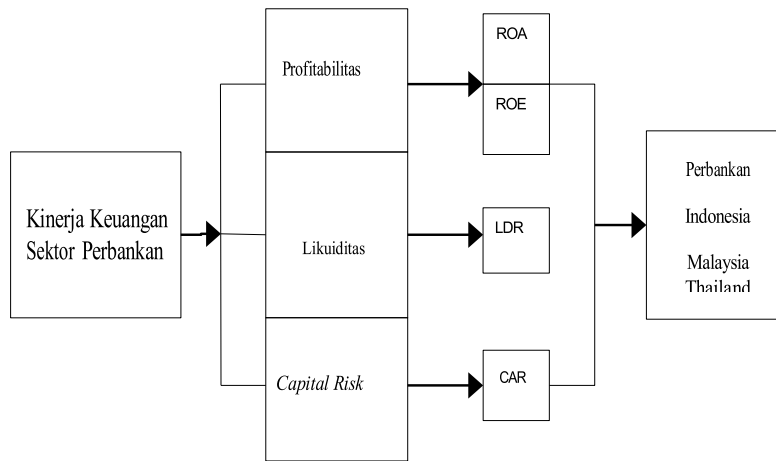 Kinerja Keuangan
Sektor Perbankan
Profitabilitas
Likuiditas
Capital Risk
ROA
ROE
LDR
CAR
Perbankan
Indonesia
Malaysia
Thailand